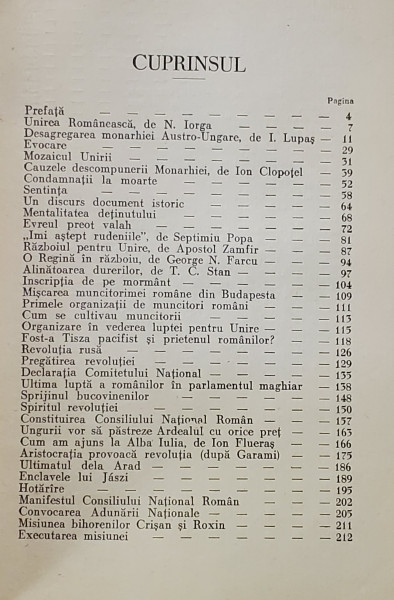 CUPRINSUL
Pagina
Prefață — — — — — — — — — 4
Unirea Românească, de N. Iorga — — — — — 7
Desagregarea monarhiei Austro-Ungare, de I. Lupaș — 11
Evocare — — — — — — — — — 29
Mozaicul Unirii — — — — — — — — 31
Cauzele descompunerii Monarhiei, de Ion Clopoțel — 39
Condamnații la moarte — — — — — — — 52
Sentința — — — — — — — — — 58
Un discurs document istoric — — — — — — 64
Mentalitatea deținutului — — — — — — 68
Evreul preot valah — — — — — — — 72
„Imi aștept rudeniile", de Septimiu Popa — — — 81
Războiul pentru Unire, de Apostol Zamfir — — — 87
O Regină în războiu, de George N. Farcu — — — 94
Alinătoarea durerilor, de T. C. Stan — — — — 97
Inscripția de pe mormânt — — — — — — 104
Mișcarea muncitorimei române din Budapesta — — 109
Primele organizații de muncitori români — — — 111
Cum se cultivau muncitorii — — — — — — 113
Organizare în vederea luptei pentru Unire — — — 115
Fost-a Tisza pacifist și prietenul românilor? — — 118
Revoluția rusă — — — — — — — — 126
Pregătirea revoluției — — — — — — — 129
Declarația Comitetului Național — — — — — 135
Ultima luptă a românilor în parlamentul maghiar — 138
Sprijinul bucovinenilor — — — — — — — 148
Spiritul revoluției — — — — — — — 150
Constituirea Consiliului Național Român — — — 157
Ungurii vor să păstreze Ardealul cu orice preț — — 163
Cum am ajuns la Alba Iulia, de Ion Flueraș — — 166
Aristocrația provoacă revoluția (după Garami) — — 175
Ultimatul dela Arad — — — — — — — 186
Enclavele lui Jászi — — — — — — — 189
Hotărîre — — — — — — — — — 195
Manifestul Consiliului Național Român — — — — 202
Convocarea Adunării Naționale — — — — — 205
Misiunea bihorenilor Crișan și Roxin — — — — 211
Executarea misiunei — — — — — — — 212